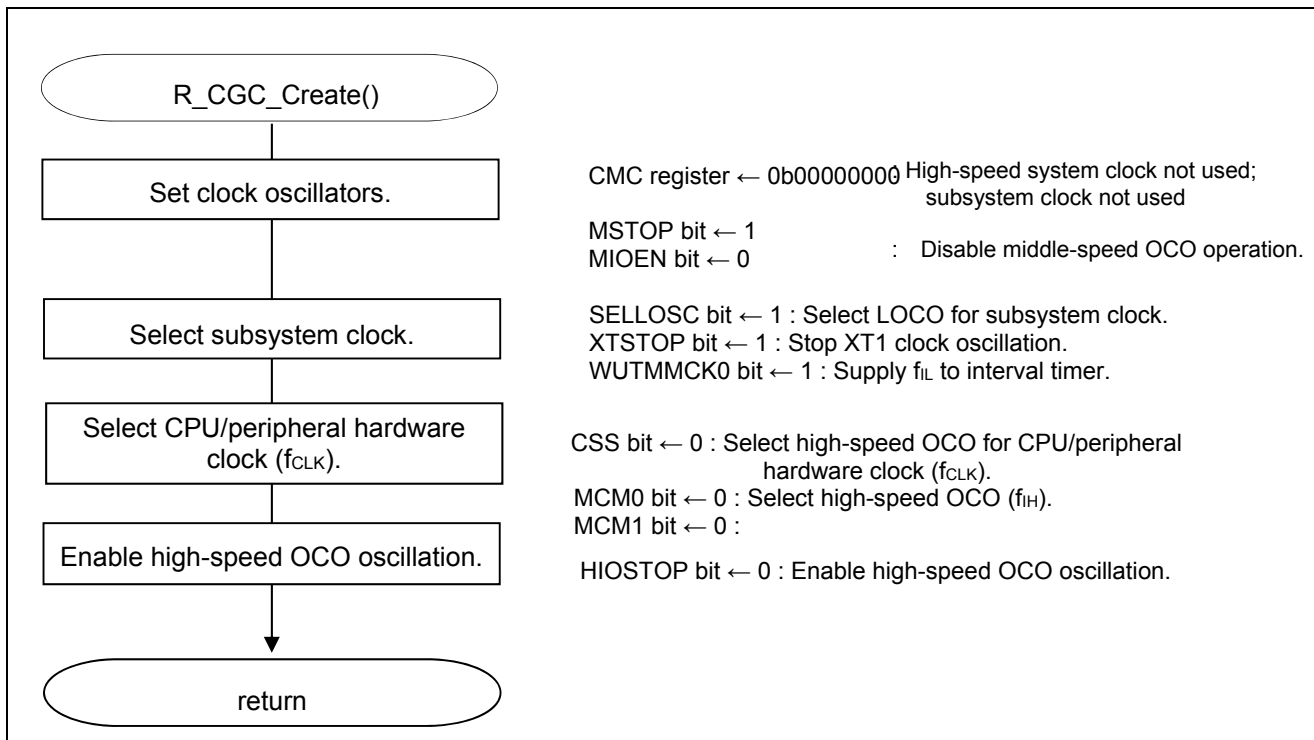 R_CGC_Create()
Set clock oscillators.
CMC register ← 0b00000000 : High-speed system clock not used;
subsystem clock not used
MSTOP bit ← 1
MIOEN bit ← 0 : Disable middle-speed OCO operation.
Select subsystem clock.
SELLOSC bit ← 1 : Select LOCO for subsystem clock.
XTSTOP bit ← 1 : Stop XT1 clock oscillation.
WUTMMCK0 bit ← 1 : Supply fIL to interval timer.
Select CPU/peripheral hardware
clock (fCLK).
CSS bit ← 0 : Select high-speed OCO for CPU/peripheral
hardware clock (fCLK).
MCM0 bit ← 0 : Select high-speed OCO (fIH).
MCM1 bit ← 0 :
Enable high-speed OCO oscillation.
HIOSTOP bit ← 0 : Enable high-speed OCO oscillation.
return